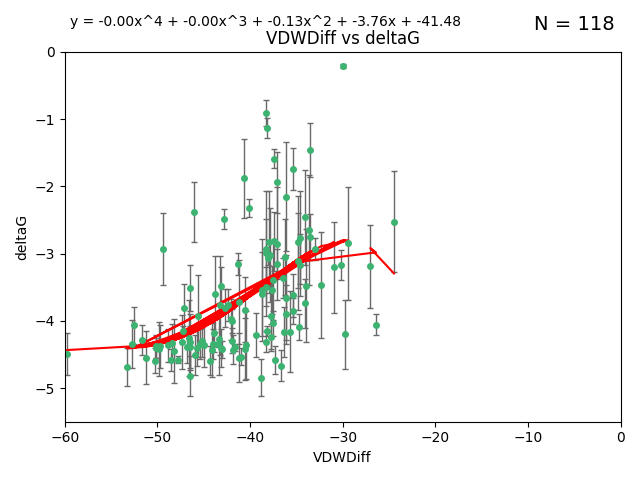 y = -0.00x^4 + -0.00x^3 + -0.13x^2 + -3.76x + -41.48
N = 118
VDWDiff vs deltaG
0
−1
−2
−3
−4
−5
deltaG
−60 −50 −40 −30 −20 −10 0
VDWDiff